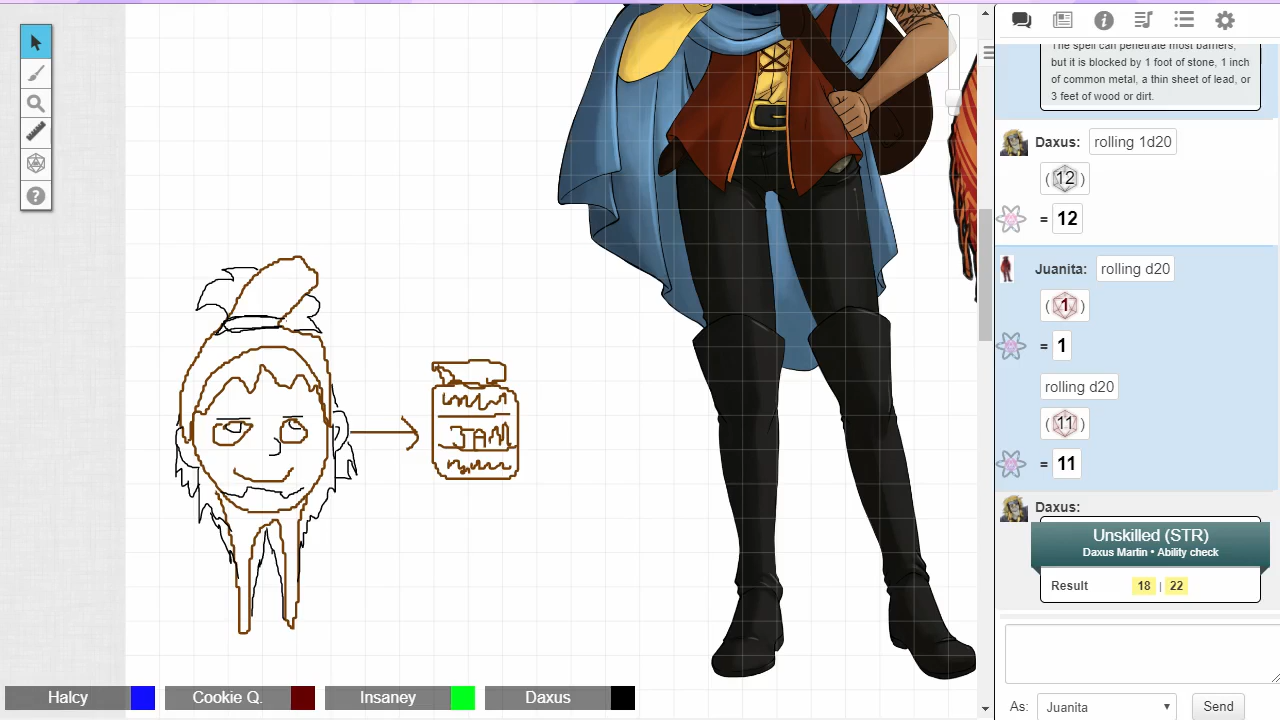 The spell can penetrate most barriers,
but it is blocked by 1 foot of stone, 1 inch
of common metal, a thin sheet of lead, or
3 feet of wood or dirt.
Daxus: rolling 1d20
( 12 )
= 12
Juanita: rolling d20
( 1 )
= 1
rolling d20
( 11 )
= 11
Daxus:
Unskilled (STR)
Daxus Martin • Ability check
Result 18 | 22
As: Juanita Send
JAM
Halcy Cookie Q. Insaney Daxus